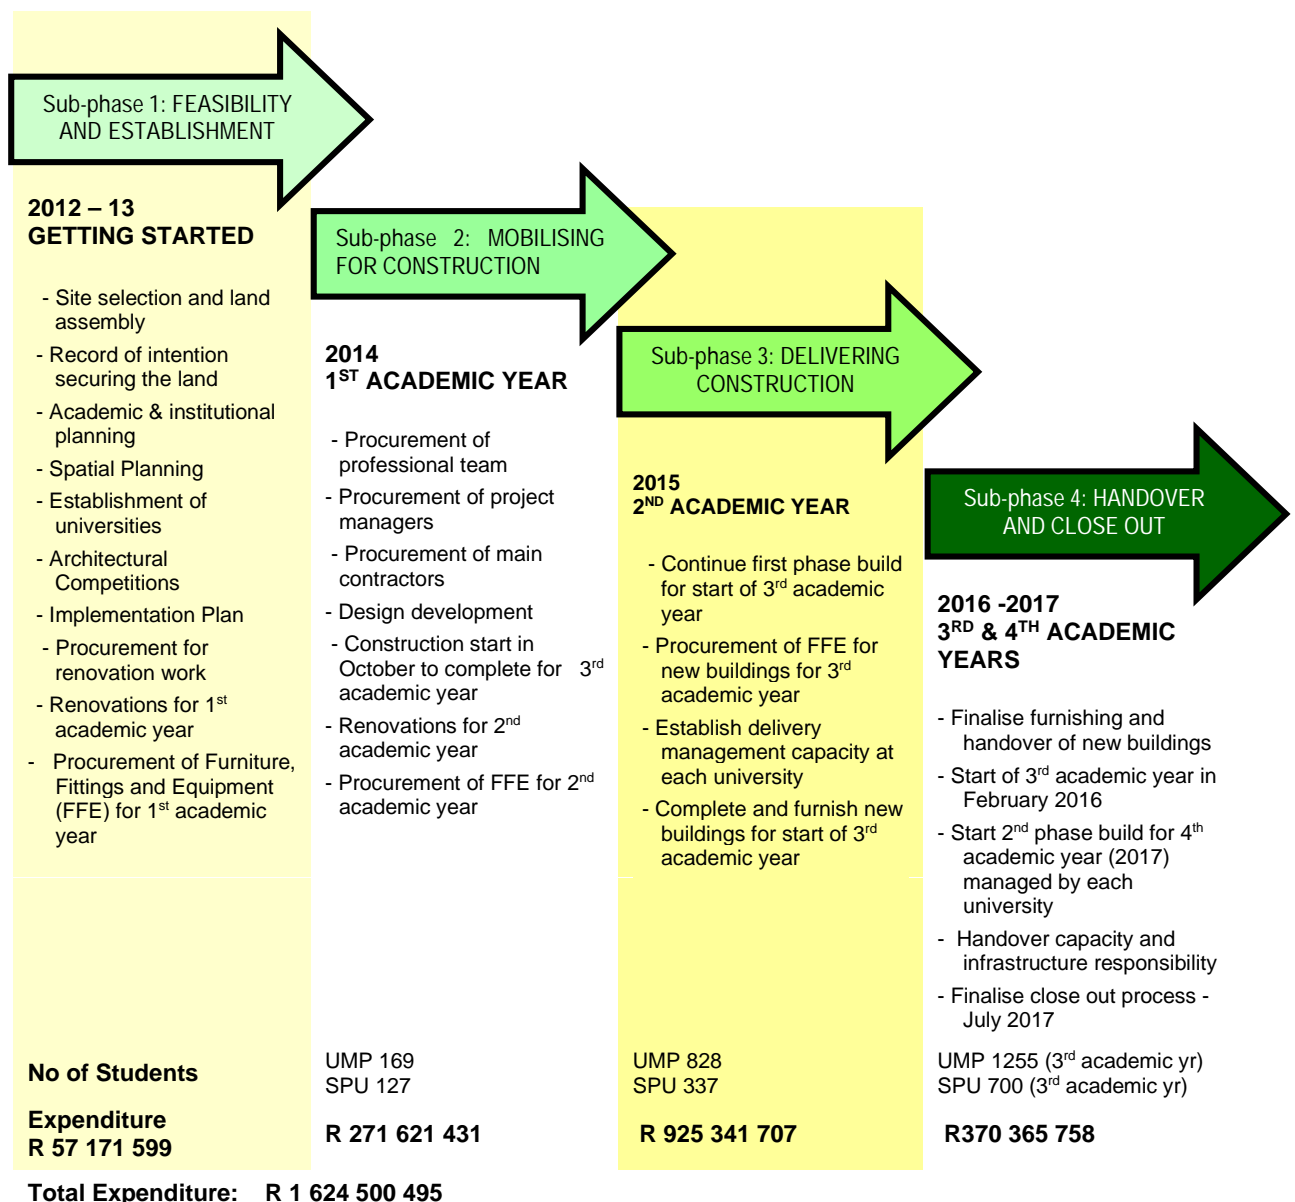 Sub-phase 1: FEASIBILITY
AND ESTABLISHMENT
2012 – 13
GETTING STARTED
- Site selection and land
assembly
- Record of intention
securing the land
- Academic & institutional
planning
- Spatial Planning
- Establishment of
universities
- Architectural
Competitions
- Implementation Plan
- Procurement for
renovation work
- Renovations for 1st
academic year
- Procurement of Furniture,
Fittings and Equipment
(FFE) for 1st academic
year
Sub-phase 2: MOBILISING
FOR CONSTRUCTION
2014
1ST ACADEMIC YEAR
- Procurement of
professional team
- Procurement of project
managers
- Procurement of main
contractors
- Design development
- Construction start in
October to complete for 3rd
academic year
- Renovations for 2nd
academic year
- Procurement of FFE for 2nd
academic year
Sub-phase 3: DELIVERING
CONSTRUCTION
2015
2ND ACADEMIC YEAR
- Continue first phase build
for start of 3rd academic
year
- Procurement of FFE for
new buildings for 3rd
academic year
- Establish delivery
management capacity at
each university
- Complete and furnish new
buildings for start of 3rd
academic year
Sub-phase 4: HANDOVER
AND CLOSE OUT
2016 -2017
3RD & 4TH ACADEMIC
YEARS
- Finalise furnishing and
handover of new buildings
- Start of 3rd academic year in
February 2016
- Start 2nd phase build for 4th
academic year (2017)
managed by each
university
- Handover capacity and
infrastructure responsibility
- Finalise close out process -
July 2017
No of Students
UMP 169
SPU 127
UMP 828
SPU 337
UMP 1255 (3rd academic yr)
SPU 700 (3rd academic yr)
Expenditure
R 57 171 599
R 271 621 431
R 925 341 707
R370 365 758
Total Expenditure: R 1 624 500 495